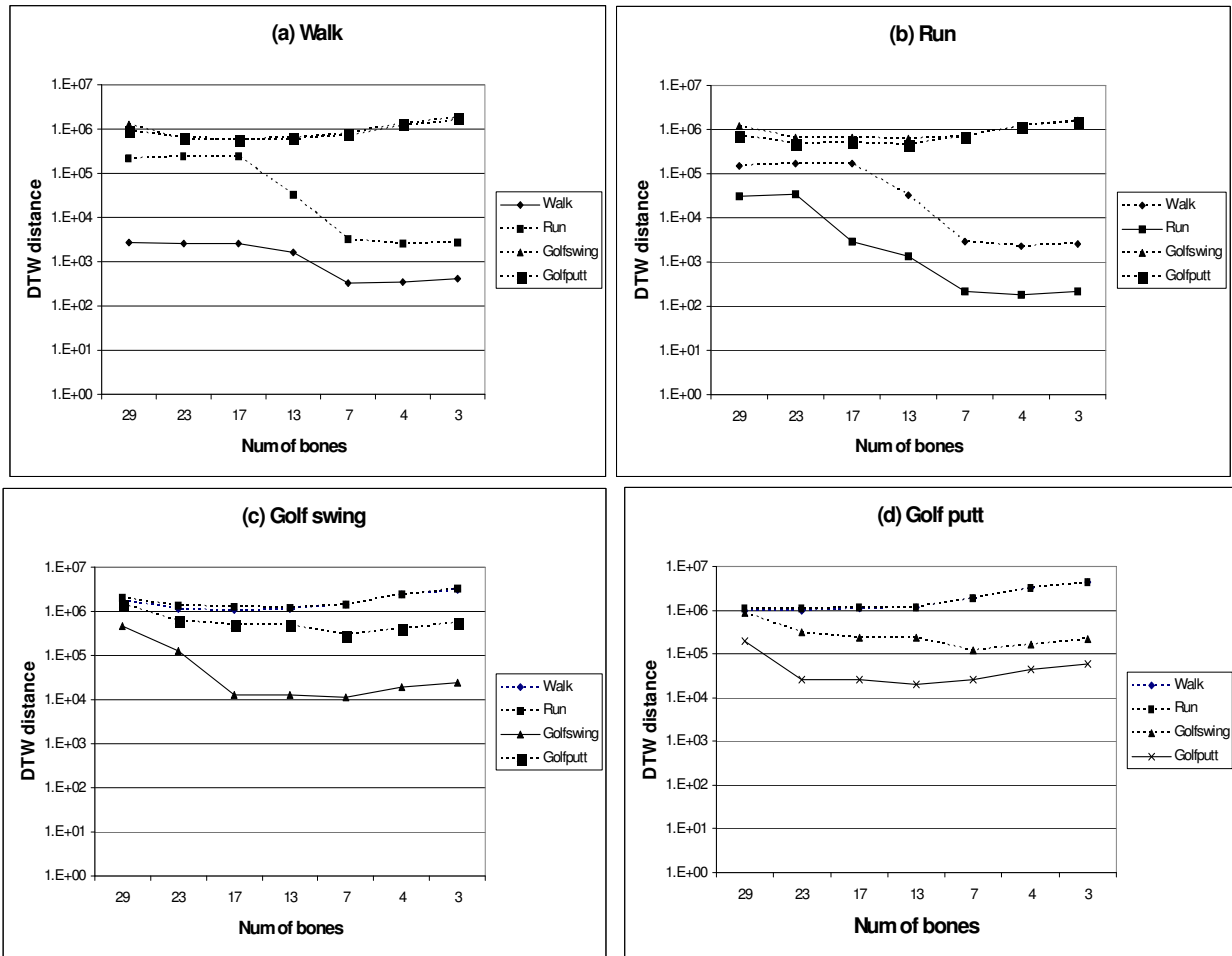 (a) Walk
1.E+07
1.E+06
1.E+05
1.E+04
1.E+03
1.E+02
1.E+01
1.E+00
DTW distance
29 23 17 13 7 4 3
Num of bones
Walk
Run
Golfswing
Golfputt
(b) Run
1.E+07
1.E+06
1.E+05
1.E+04
1.E+03
1.E+02
1.E+01
1.E+00
DTW distance
29 23 17 13 7 4 3
Num of bones
Walk
Run
Golfswing
Golfputt
(c) Golf swing
1.E+07
1.E+06
1.E+05
1.E+04
1.E+03
1.E+02
1.E+01
1.E+00
DTW distance
29 23 17 13 7 4 3
Num of bones
Walk
Run
Golfswing
Golfputt
(d) Golf putt
1.E+07
1.E+06
1.E+05
1.E+04
1.E+03
1.E+02
1.E+01
1.E+00
DTW distance
29 23 17 13 7 4 3
Num of bones
Walk
Run
Golfswing
Golfputt